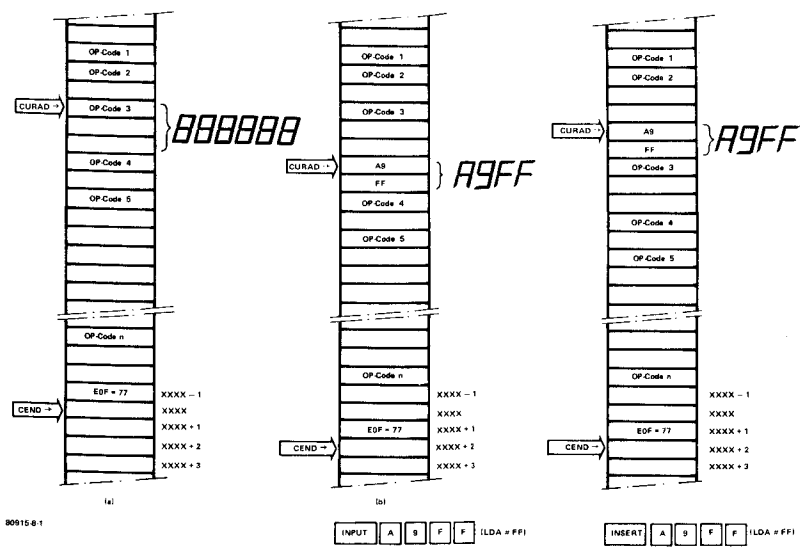 OP-Code 1
OP-Code 2
CURAD →
OP-Code 3
888888
OP-Code 4
OP-Code 5
OP-Code n
EOF = 77
XXXX – 1
CEND →
XXXX
XXXX + 1
XXXX + 2
XXXX + 3
(a)
80915-8-1
OP-Code 1
OP-Code 2
OP-Code 3
CURAD →
A9
FF
A9FF
OP-Code 4
OP-Code 5
OP-Code n
XXXX – 1
XXXX
EOF = 77
XXXX + 1
CEND →
XXXX + 2
XXXX + 3
(b)
INPUT A 9 F F (LDA # FF)
OP-Code 1
OP-Code 2
CURAD →
A9
FF
A9FF
OP-Code 3
OP-Code 4
OP-Code 5
OP-Code n
XXXX – 1
XXXX
EOF = 77
XXXX + 1
CEND →
XXXX + 2
XXXX + 3
INSERT A 9 F F (LDA # FF)